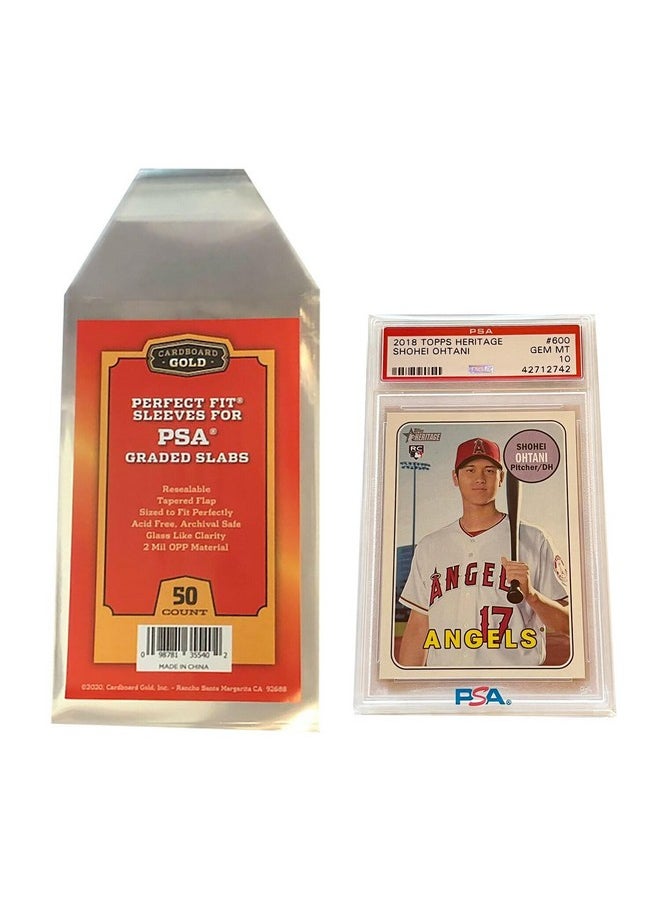 CARDBOARD
GOLD
PERFECT FIT®
SLEEVES FOR
PSA®
GRADED SLABS
Resealable
Tapered Flap
Sized to Fit Perfectly
Acid Free, Archival Safe
Glass Like Clarity
2 Mil OPP Material
50
COUNT
0 98781 35540 2
MADE IN CHINA
©2020, Cardboard Gold, Inc. - Rancho Santa Margarita CA 92688
PSA
2018 TOPPS HERITAGE #600
SHOHEI OHTANI GEM MT
10
42712742
Topps
HERITAGE
RC
SHOHEI
OHTANI
Pitcher/DH
A
ANGEL
17
ANGELS
PSA®